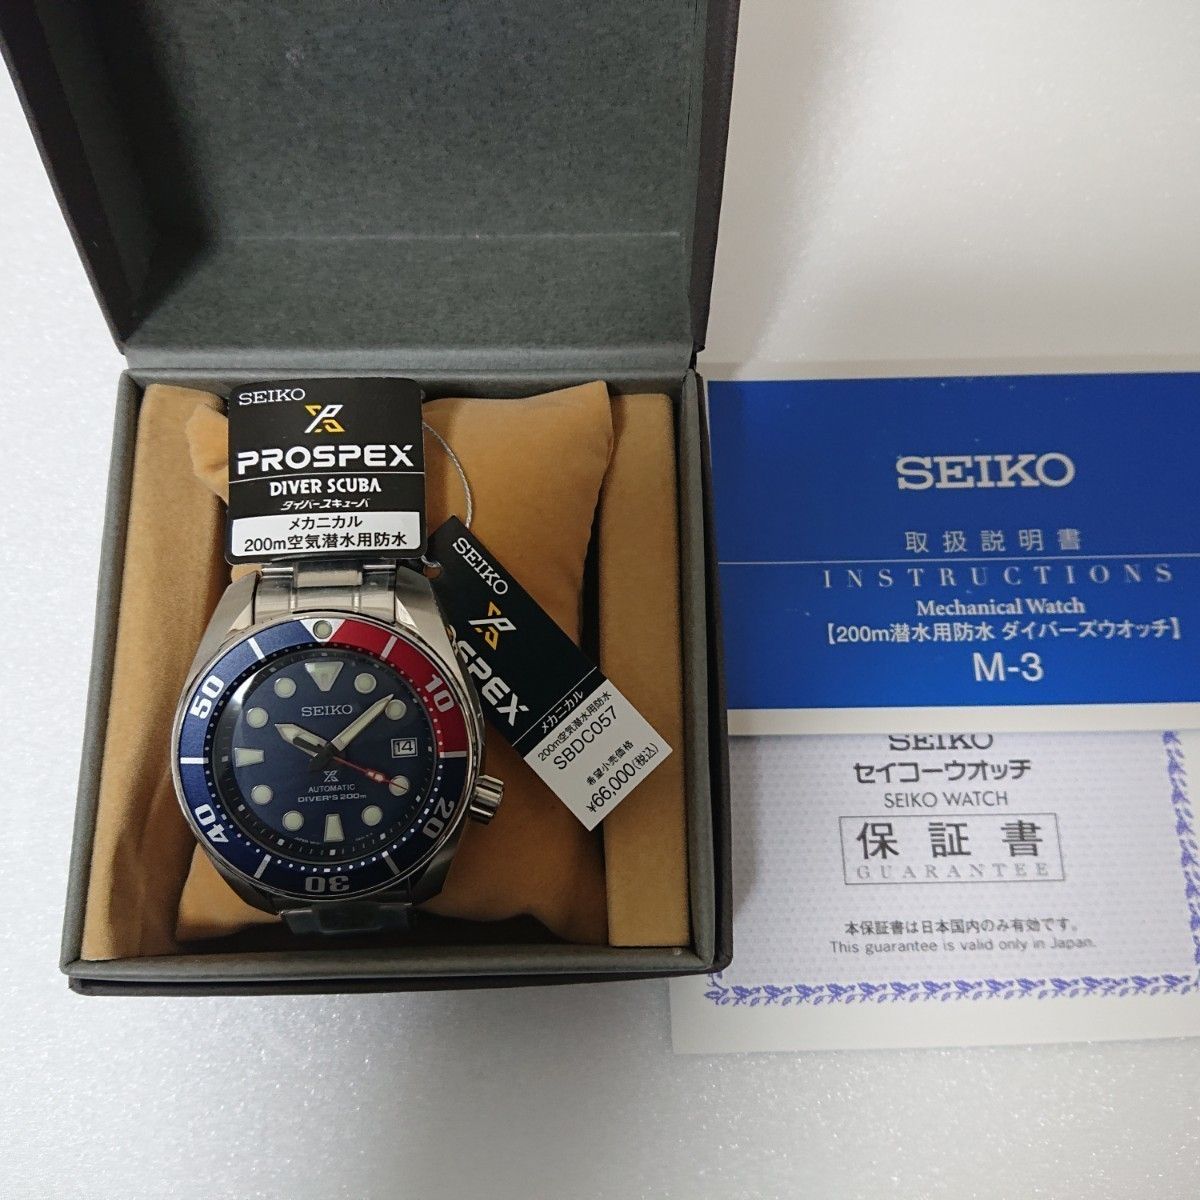 SEIKO
PROSPEX
DIVER SCUBA
ダイバースキューバ
メカニカル
200m空気潜水用防水
SEIKO
SPEX
メカニカル
200m空気潜水用防水
SBDC057
希望小売価格
¥66,000(税込)
10
20
30
40
50
SEIKO
14
AUTOMATIC
DIVER'S 200m
SEIKO
取扱説明書
INSTRUCTIONS
Mechanical Watch
【200m潜水用防水 ダイバーズウオッチ】
M-3
SEIKO
セイコーウオッチ
SEIKO WATCH
保証書
GUARANTEE
本保証書は日本国内のみ有効です。
This guarantee is valid only in Japan.